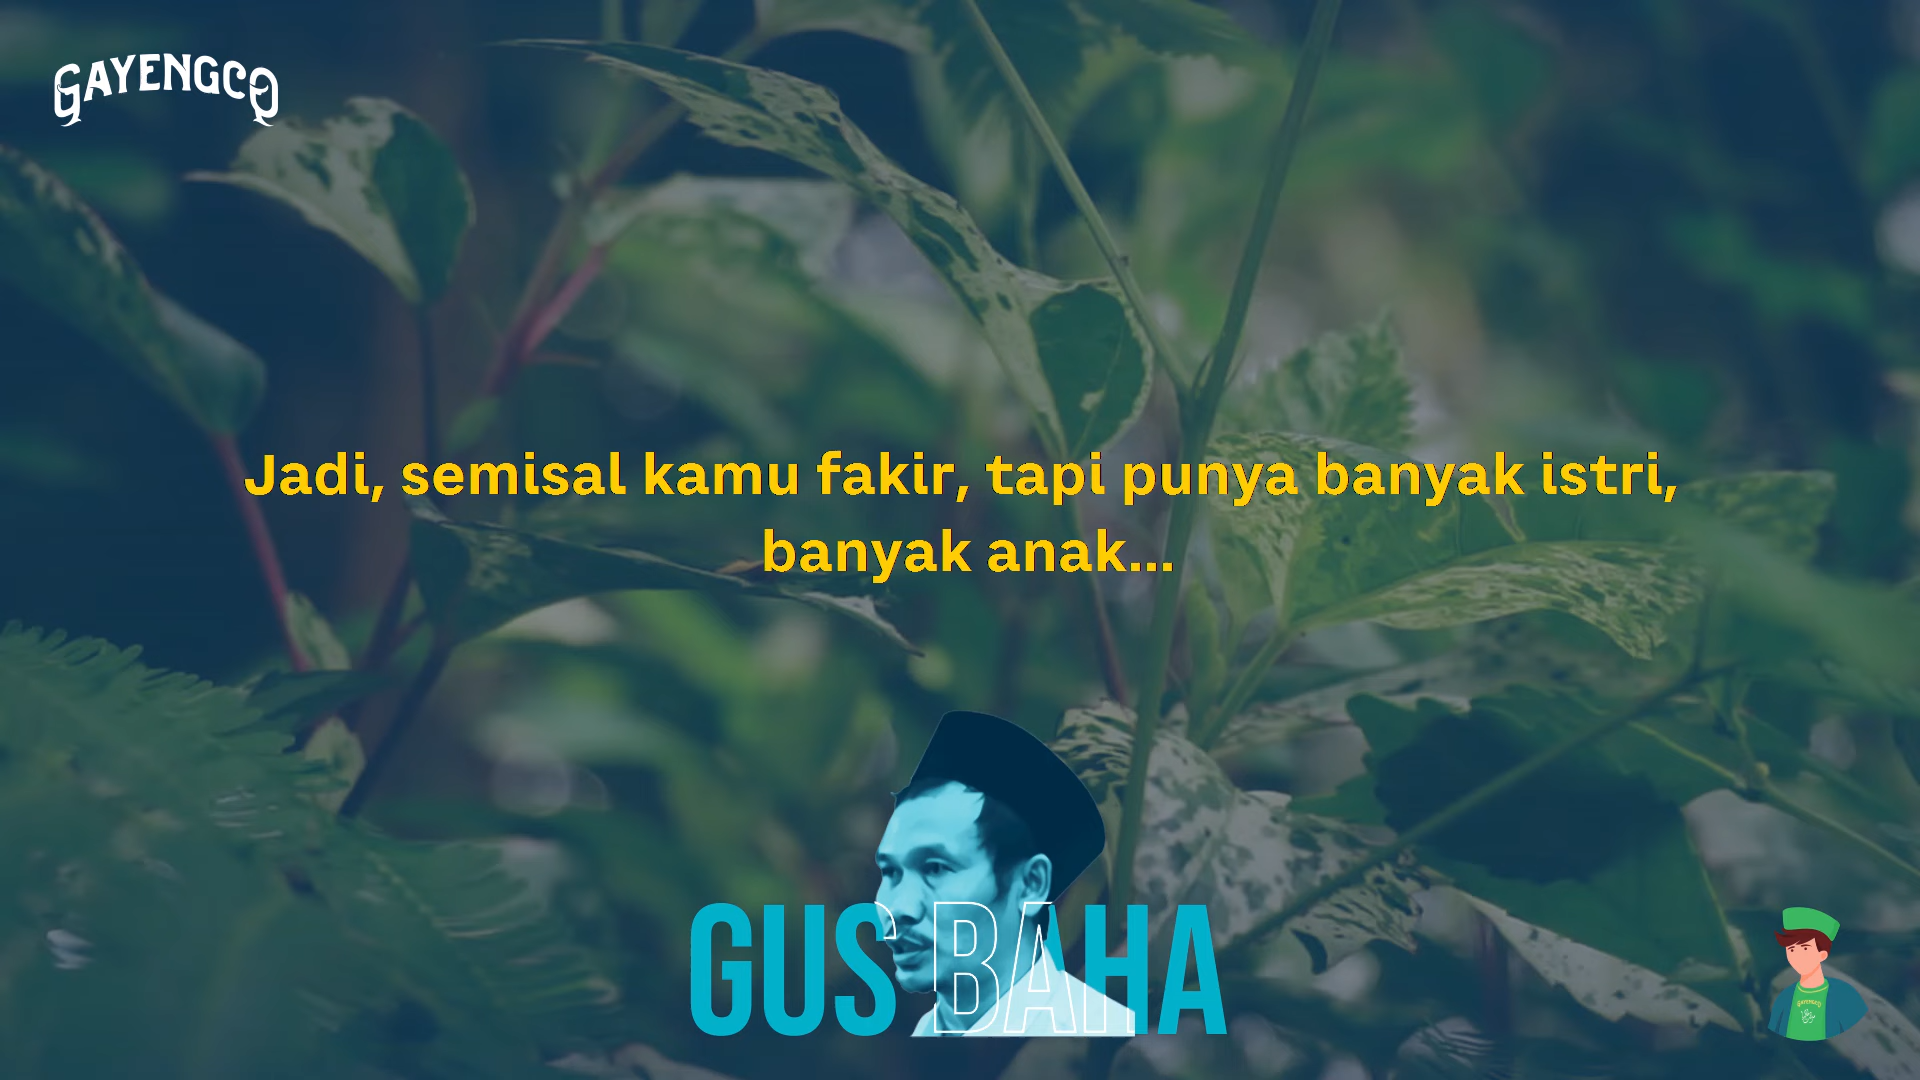 GAYENGCO
Jadi, semisal kamu fakir, tapi punya banyak istri,
banyak anak...
GUS BAHA